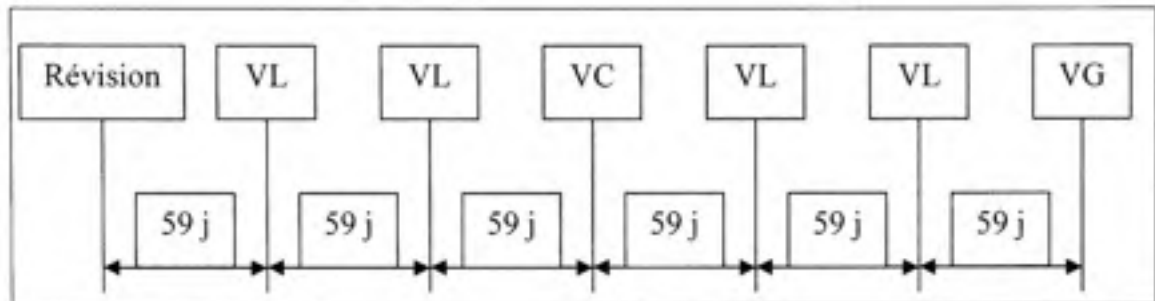 Révision VL VL VC VL VL VG
59 j 59 j 59 j 59 j 59 j 59 j